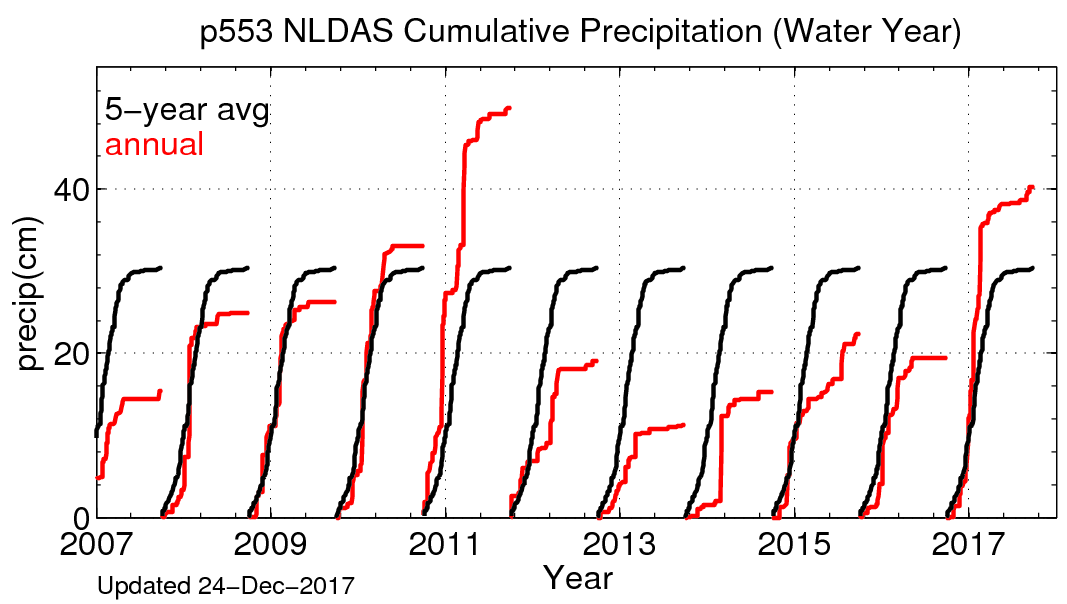 p553 NLDAS Cumulative Precipitation (Water Year)
5−year avg
annual
precip(cm)
40
20
0
2007 2009 2011 2013 2015 2017
Year
Updated 24−Dec−2017